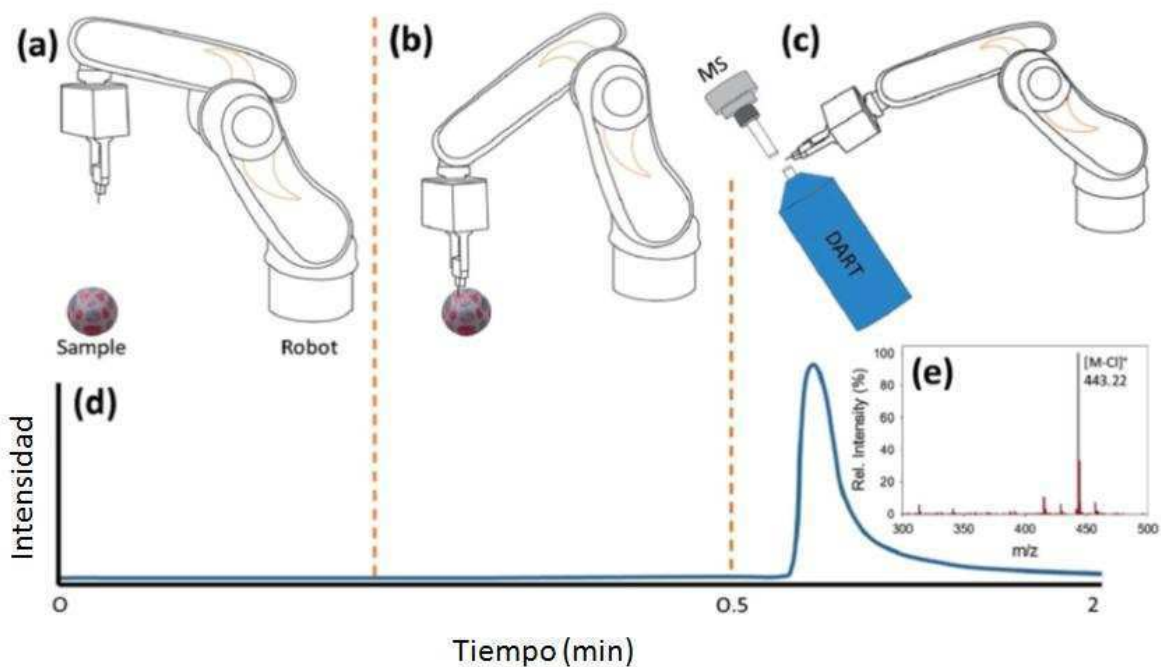 (a)
(b)
(c)
MS
DART
Sample
Robot
(d)
Intensidad
(e)
[M-Cl]⁺
443.22
Rel. Intensity (%)
100
80
60
40
20
0
300
350
400
450
500
m/z
0
0.5
2
Tiempo (min)